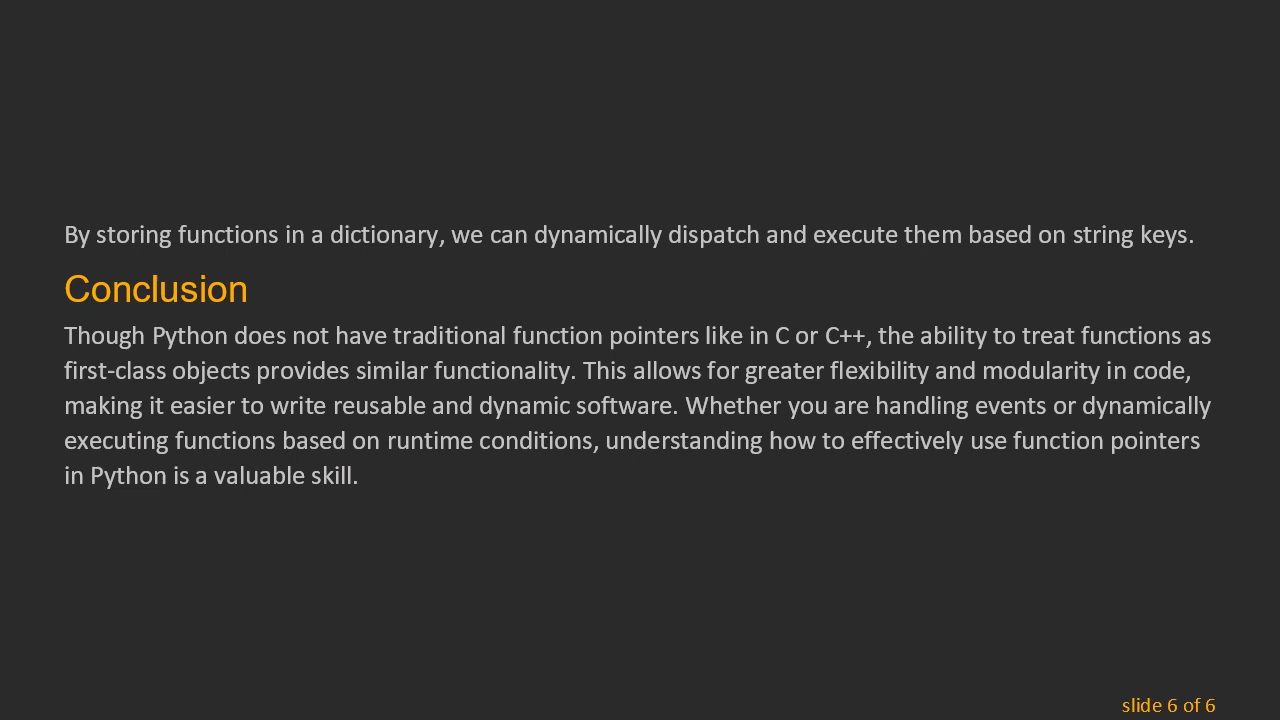 By storing functions in a dictionary, we can dynamically dispatch and execute them based on string keys.
Conclusion
Though Python does not have traditional function pointers like in C or C++, the ability to treat functions as
first-class objects provides similar functionality. This allows for greater flexibility and modularity in code,
making it easier to write reusable and dynamic software. Whether you are handling events or dynamically
executing functions based on runtime conditions, understanding how to effectively use function pointers
in Python is a valuable skill.
slide 6 of 6